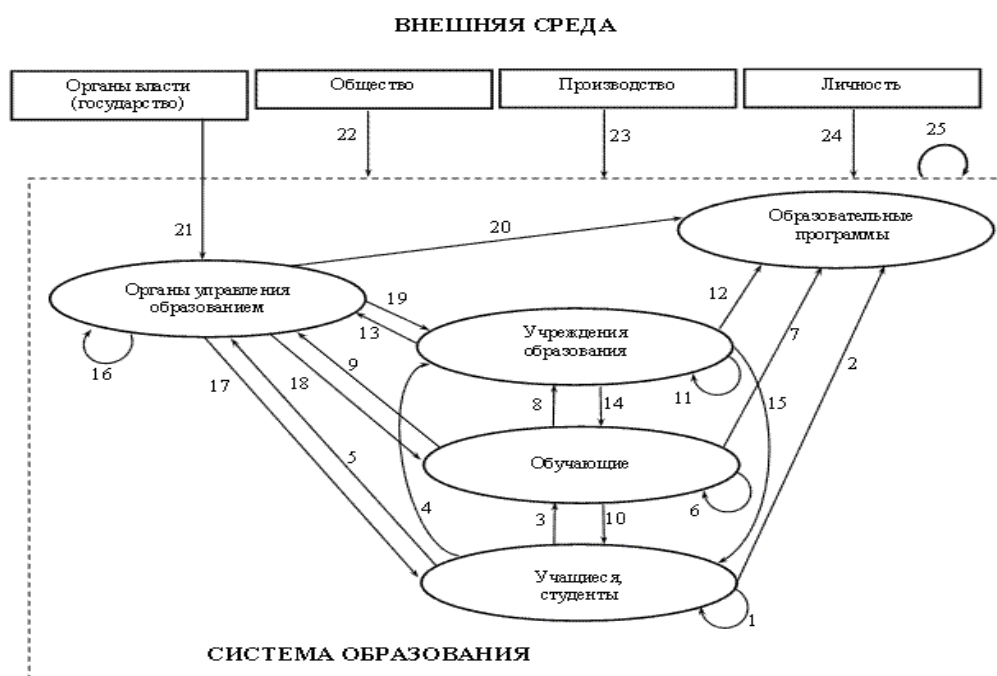 ВНЕШНЯЯ СРЕДА
Органы власти
(государство)
Общество
Производство
Личность
22
23
24
25
21
20
Образовательные
программы
Органы управления
образованием
19
13
12
7
2
Учреждения
образования
16
17
18
9
8
14
11
15
Обучающие
5
4
3
10
6
Учащиеся,
студенты
1
СИСТЕМА ОБРАЗОВАНИЯ